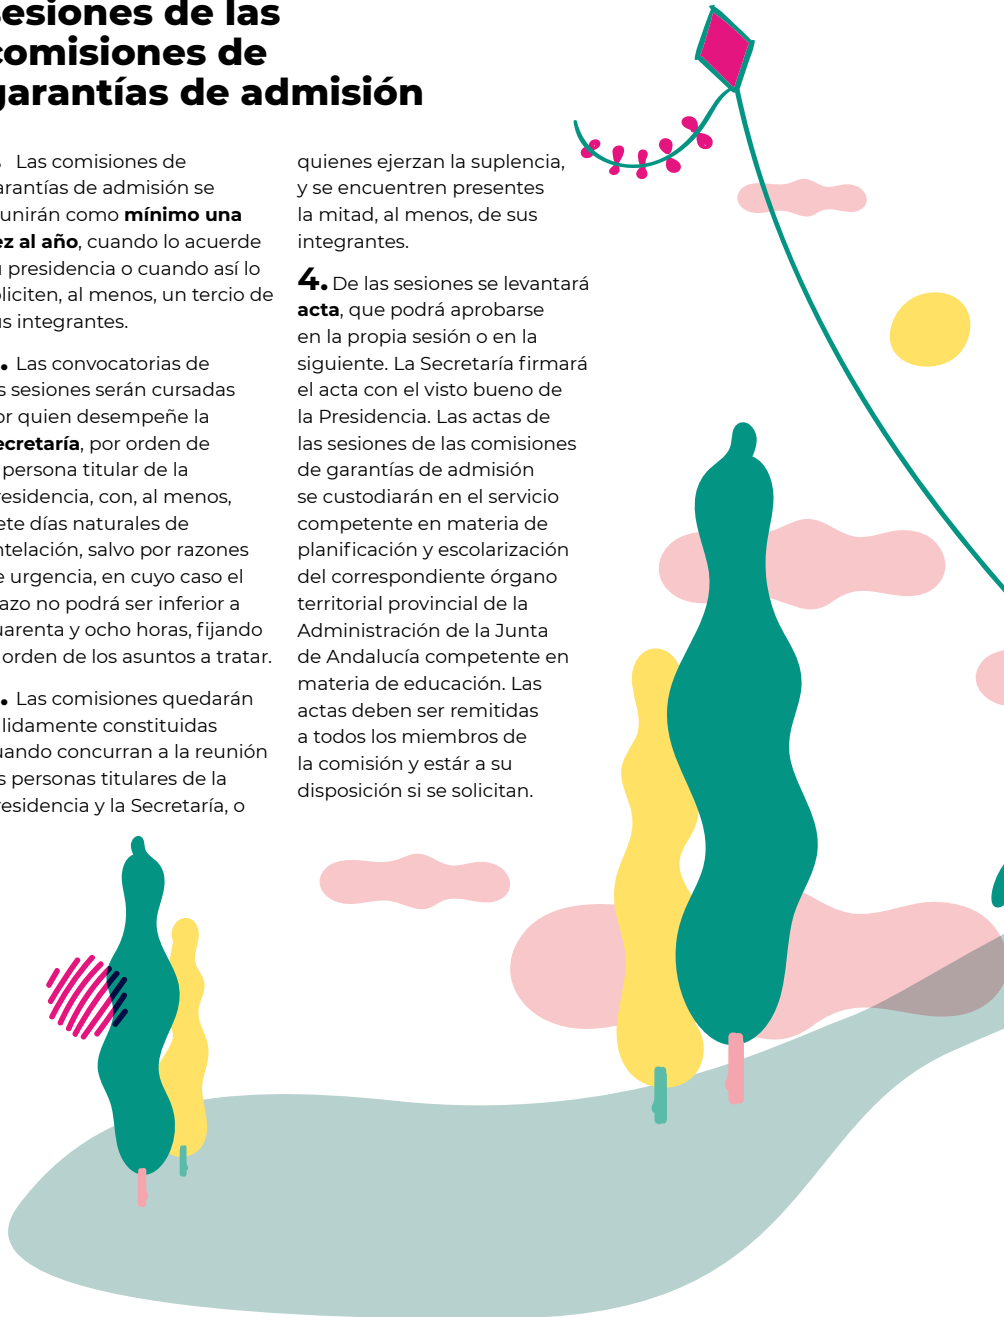 sesiones de las
comisiones de
garantías de admisión
. Las comisiones de
arantías de admisión se
unirán como mínimo una
ez al año, cuando lo acuerde
presidencia o cuando así lo
oliciten, al menos, un tercio de
us integrantes.
. Las convocatorias de
s sesiones serán cursadas
or quien desempeñe la
ecretaría, por orden de
persona titular de la
residencia, con, al menos,
ete días naturales de
ntelación, salvo por razones
e urgencia, en cuyo caso el
azo no podrá ser inferior a
uarenta y ocho horas, fijando
orden de los asuntos a tratar.
. Las comisiones quedarán
lidamente constituidas
uando concurran a la reunión
s personas titulares de la
residencia y la Secretaría, o
quienes ejerzan la suplencia,
y se encuentren presentes
la mitad, al menos, de sus
integrantes.
4. De las sesiones se levantará
acta, que podrá aprobarse
en la propia sesión o en la
siguiente. La Secretaría firmará
el acta con el visto bueno de
la Presidencia. Las actas de
las sesiones de las comisiones
de garantías de admisión
se custodiarán en el servicio
competente en materia de
planificación y escolarización
del correspondiente órgano
territorial provincial de la
Administración de la Junta
de Andalucía competente en
materia de educación. Las
actas deben ser remitidas
a todos los miembros de
la comisión y estár a su
disposición si se solicitan.